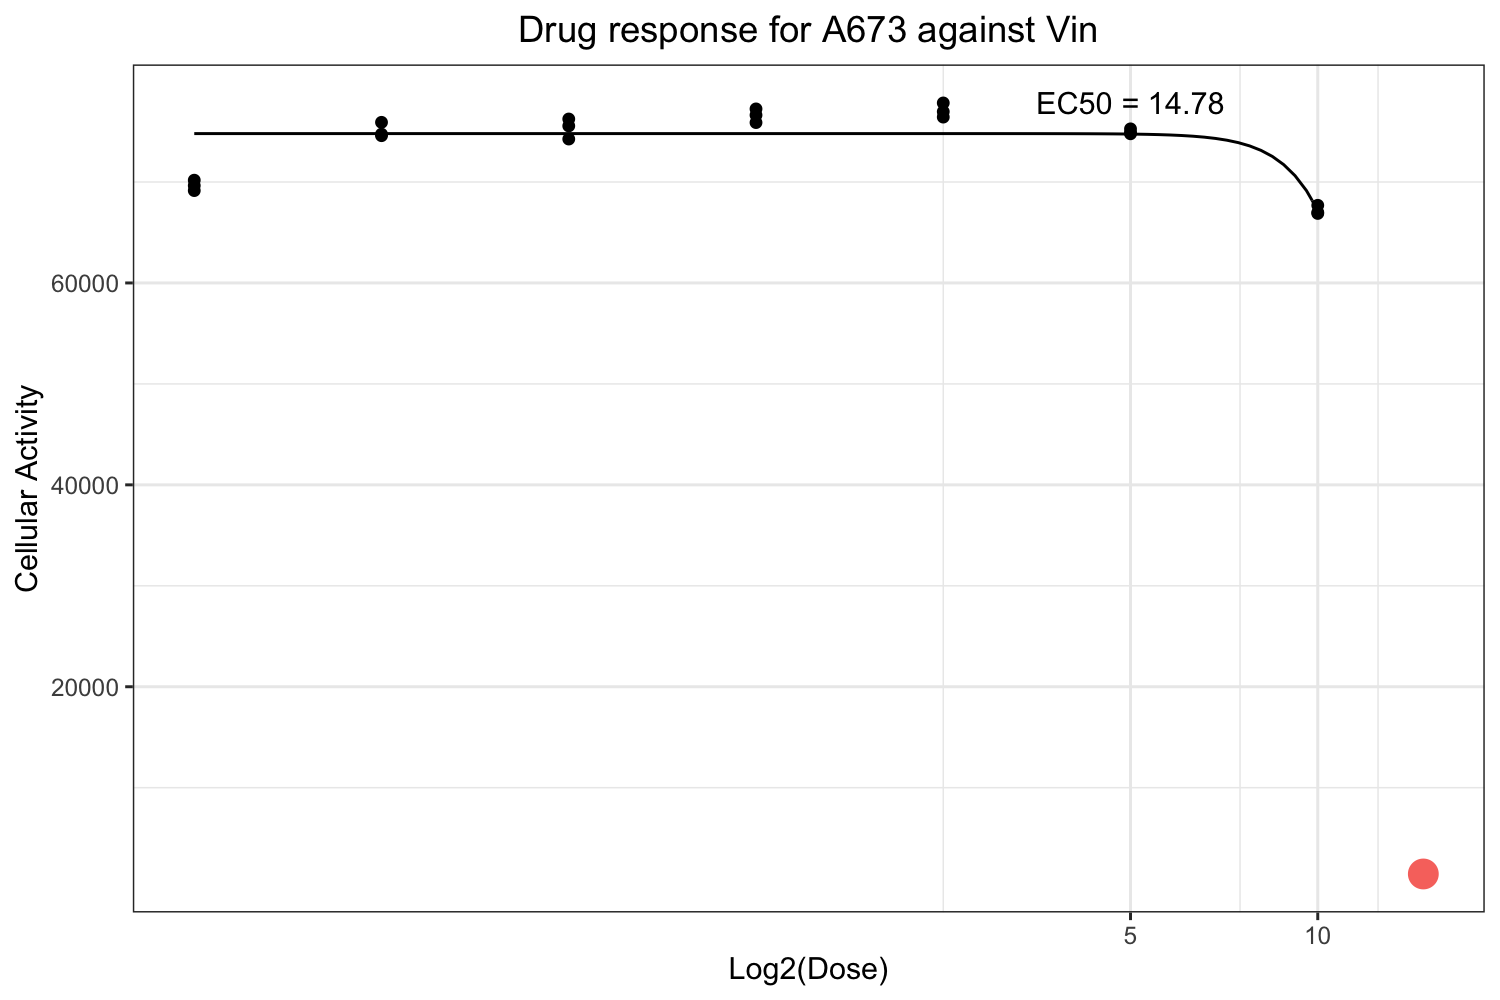 Drug response for A673 against Vin
EC50 = 14.78
60000
40000
20000
Cellular Activity
5
10
Log2(Dose)